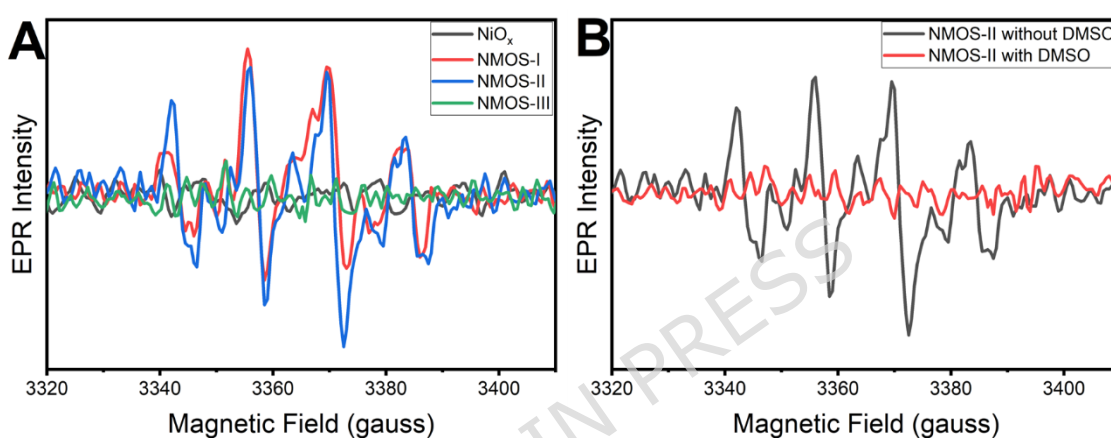 A
NiOₓ
NMOS-I
NMOS-II
NMOS-III
EPR Intensity
3320 3340 3360 3380 3400
Magnetic Field (gauss)
B
NMOS-II without DMSO
NMOS-II with DMSO
EPR Intensity
3320 3340 3360 3380 3400
Magnetic Field (gauss)
IN PRESS